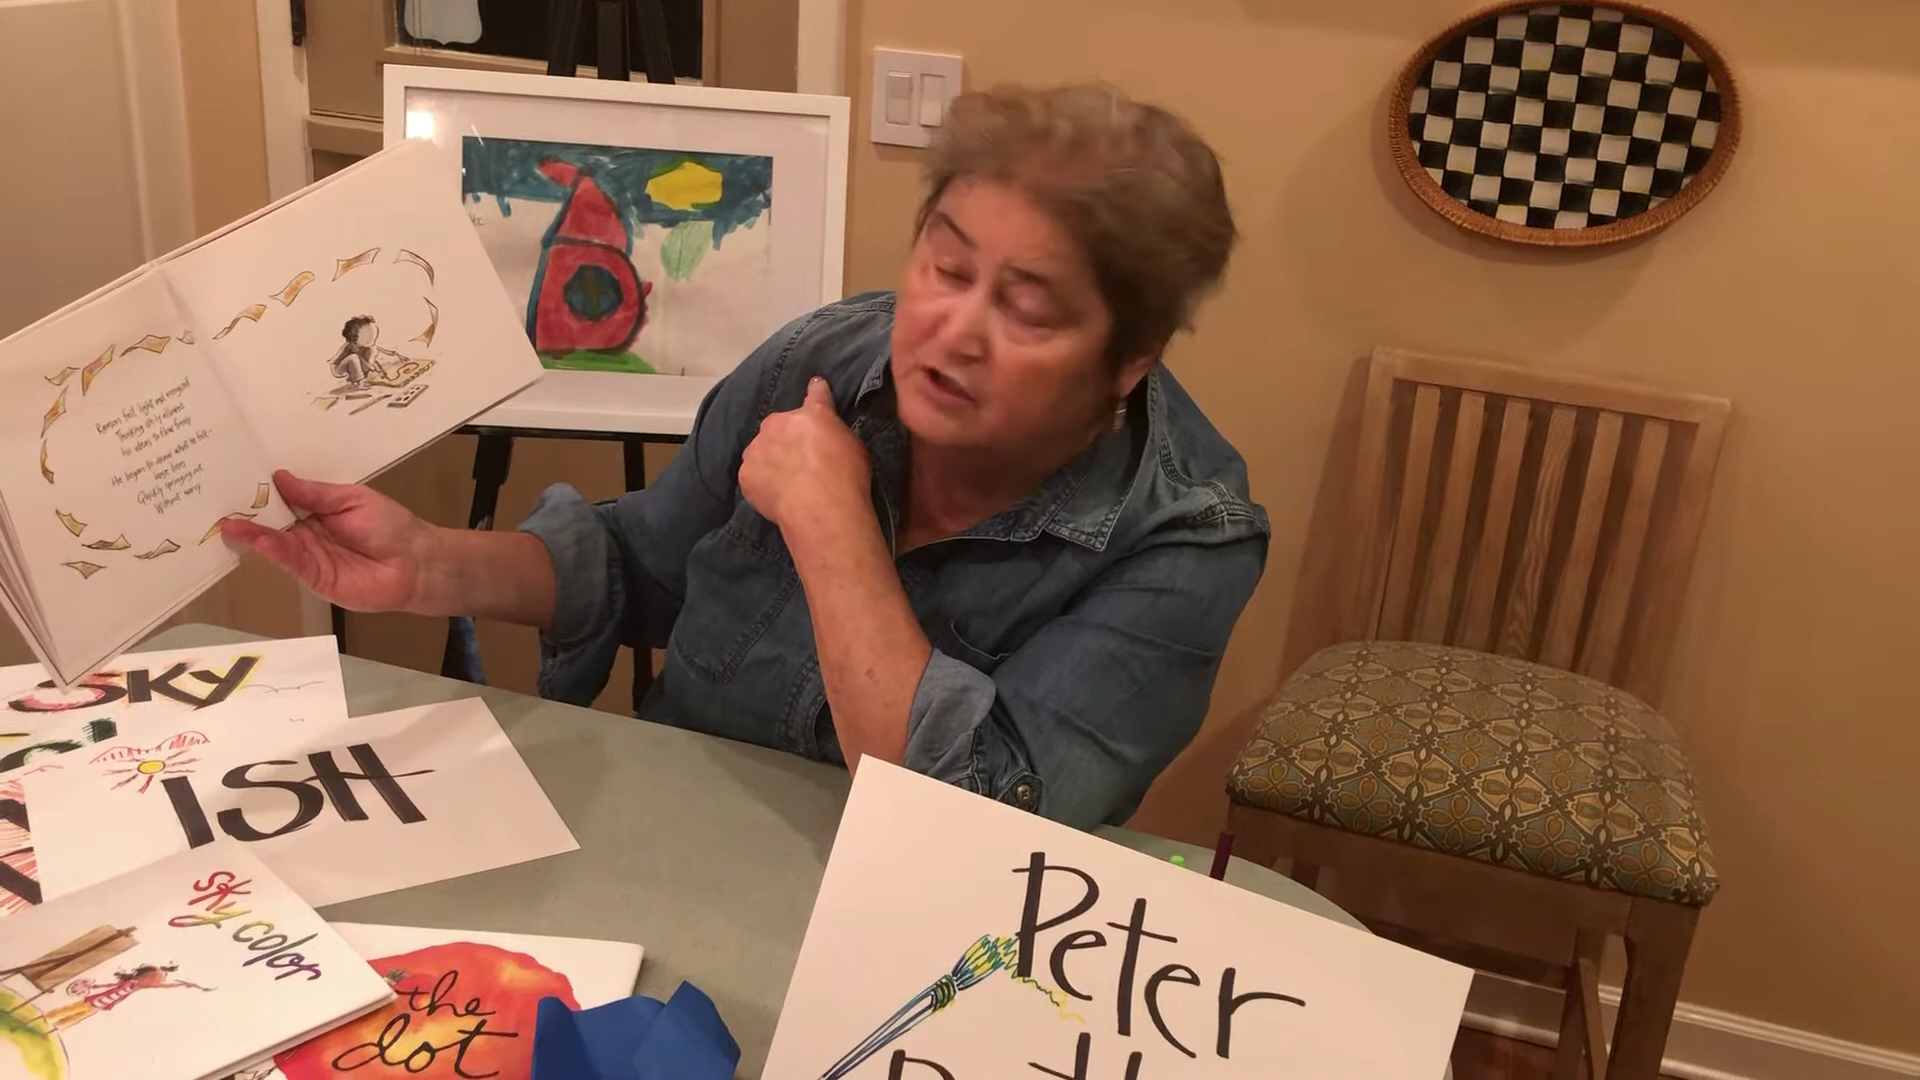 Ramon felt light and energized
Thinking ish-ly allowed
his ideas to flow freely
He began to draw what he felt–
loose lines
Quickly springing out
Without worry
SKY
ISH
sky color
the
dot
Peter